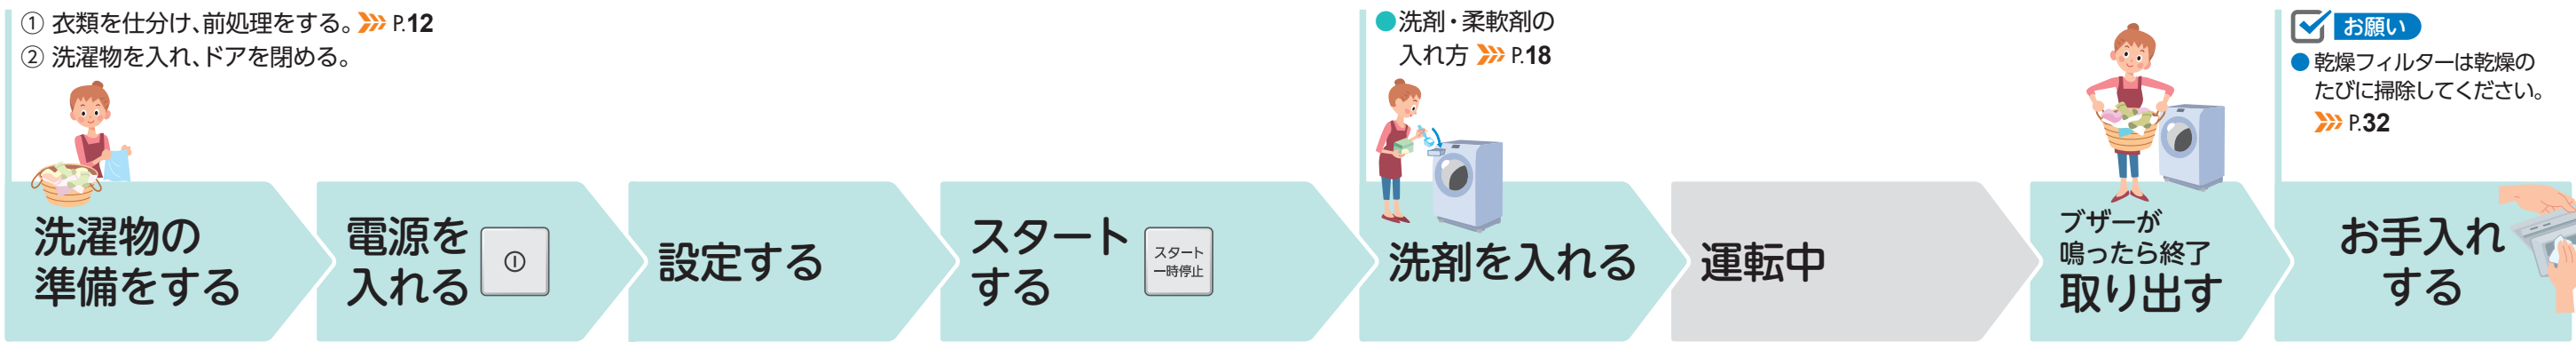 ① 衣類を仕分け、前処理をする。 P.12
② 洗濯物を入れ、ドアを閉める。
洗濯物の
準備をする
電源を
入れる
設定する
スタート
する
スタート
一時停止
●洗剤・柔軟剤の
入れ方 P.18
洗剤を入れる
運転中
ブザーが
鳴ったら終了
取り出す
お願い
●乾燥フィルターは乾燥の
たびに掃除してください。
P.32
お手入れ
する